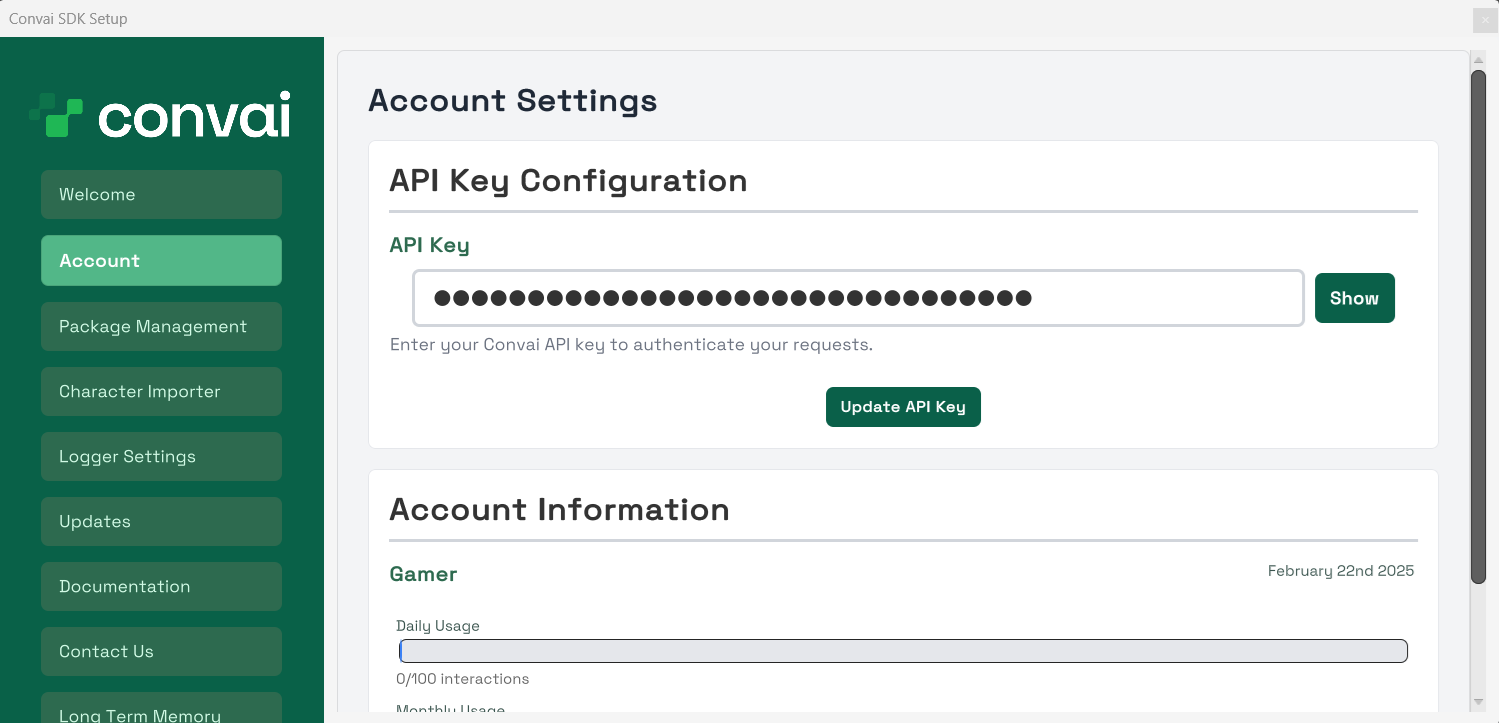 Convai SDK Setup
convai
Welcome
Account
Package Management
Character Importer
Logger Settings
Updates
Documentation
Contact Us
Long Term Memory
Account Settings
API Key Configuration
API Key
●●●●●●●●●●●●●●●●●●●●●●●●●●●●●●●●
Show
Enter your Convai API key to authenticate your requests.
Update API Key
Account Information
Gamer
February 22nd 2025
Daily Usage
0/100 interactions
Monthly Usage